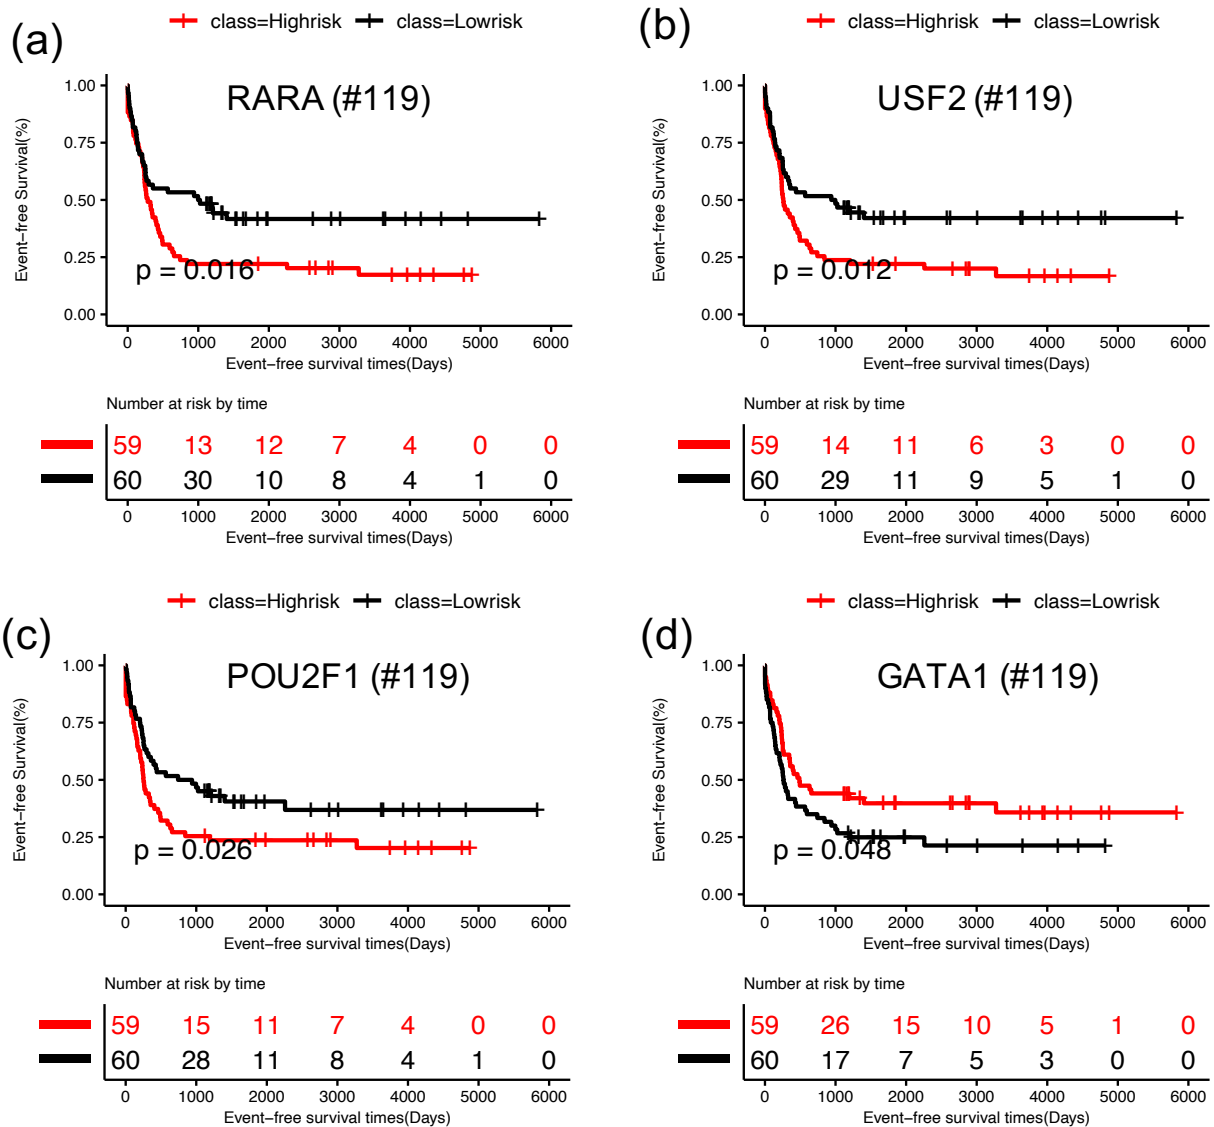 (a)
class=Highrisk class=Lowrisk
RARA (#119)
Event-free Survival(%)
1.00
0.75
0.50
0.25
0.00
p = 0.016
0 1000 2000 3000 4000 5000 6000
Event-free survival times(Days)
Number at risk by time
59 13 12 7 4 0 0
60 30 10 8 4 1 0
0 1000 2000 3000 4000 5000 6000
Event-free survival times(Days)
(b)
class=Highrisk class=Lowrisk
USF2 (#119)
Event-free Survival(%)
1.00
0.75
0.50
0.25
0.00
p = 0.012
0 1000 2000 3000 4000 5000 6000
Event-free survival times(Days)
Number at risk by time
59 14 11 6 3 0 0
60 29 11 9 5 1 0
0 1000 2000 3000 4000 5000 6000
Event-free survival times(Days)
(c)
class=Highrisk class=Lowrisk
POU2F1 (#119)
Event-free Survival(%)
1.00
0.75
0.50
0.25
0.00
p = 0.026
0 1000 2000 3000 4000 5000 6000
Event-free survival times(Days)
Number at risk by time
59 15 11 7 4 0 0
60 28 11 8 4 1 0
0 1000 2000 3000 4000 5000 6000
Event-free survival times(Days)
(d)
class=Highrisk class=Lowrisk
GATA1 (#119)
Event-free Survival(%)
1.00
0.75
0.50
0.25
0.00
p = 0.048
0 1000 2000 3000 4000 5000 6000
Event-free survival times(Days)
Number at risk by time
59 26 15 10 5 1 0
60 17 7 5 3 0 0
0 1000 2000 3000 4000 5000 6000
Event-free survival times(Days)